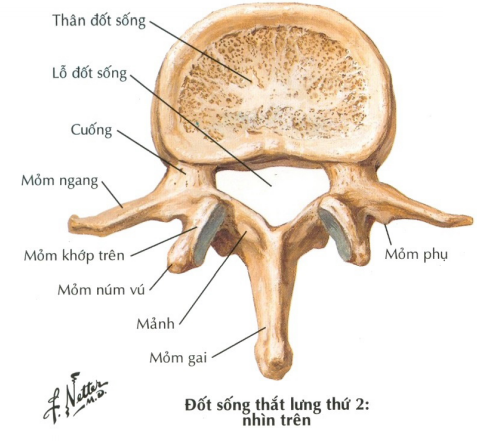 Thân đốt sống
Lỗ đốt sống
Cuống
Mỏm ngang
Mỏm khớp trên
Mỏm phụ
Mỏm núm vú
Mảnh
Mỏm gai
F. Netter
M.D.
Đốt sống thắt lưng thứ 2:
nhìn trên